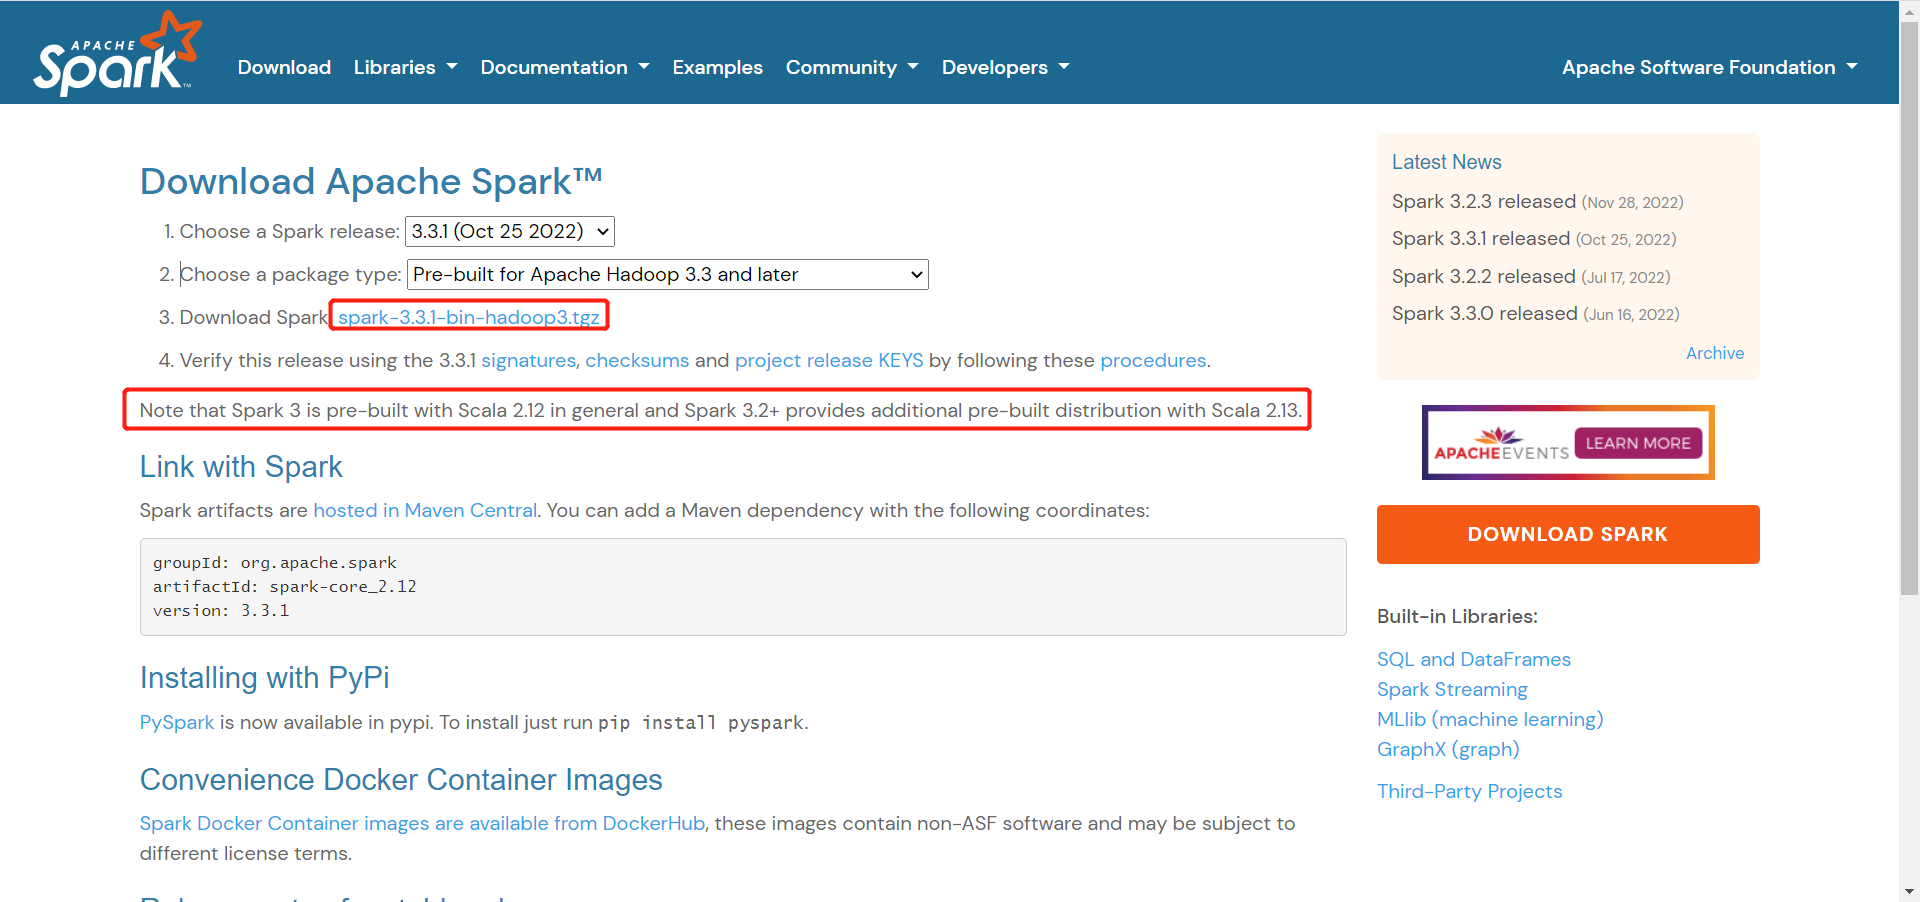 APACHE
Spark™
Download
Libraries
Documentation
Examples
Community
Developers
Apache Software Foundation
Download Apache Spark™
1. Choose a Spark release: 3.3.1 (Oct 25 2022)
2. Choose a package type: Pre-built for Apache Hadoop 3.3 and later
3. Download Spark: spark-3.3.1-bin-hadoop3.tgz
4. Verify this release using the 3.3.1 signatures, checksums and project release KEYS by following these procedures.
Note that Spark 3 is pre-built with Scala 2.12 in general and Spark 3.2+ provides additional pre-built distribution with Scala 2.13.
Link with Spark
Spark artifacts are hosted in Maven Central. You can add a Maven dependency with the following coordinates:
groupId: org.apache.spark
artifactId: spark-core_2.12
version: 3.3.1
Installing with PyPi
PySpark is now available in pypi. To install just run pip install pyspark.
Convenience Docker Container Images
Spark Docker Container images are available from DockerHub, these images contain non-ASF software and may be subject to
different license terms.
Latest News
Spark 3.2.3 released (Nov 28, 2022)
Spark 3.3.1 released (Oct 25, 2022)
Spark 3.2.2 released (Jul 17, 2022)
Spark 3.3.0 released (Jun 16, 2022)
Archive
APACHEEVENTS LEARN MORE
DOWNLOAD SPARK
Built-in Libraries:
SQL and DataFrames
Spark Streaming
MLlib (machine learning)
GraphX (graph)
Third-Party Projects